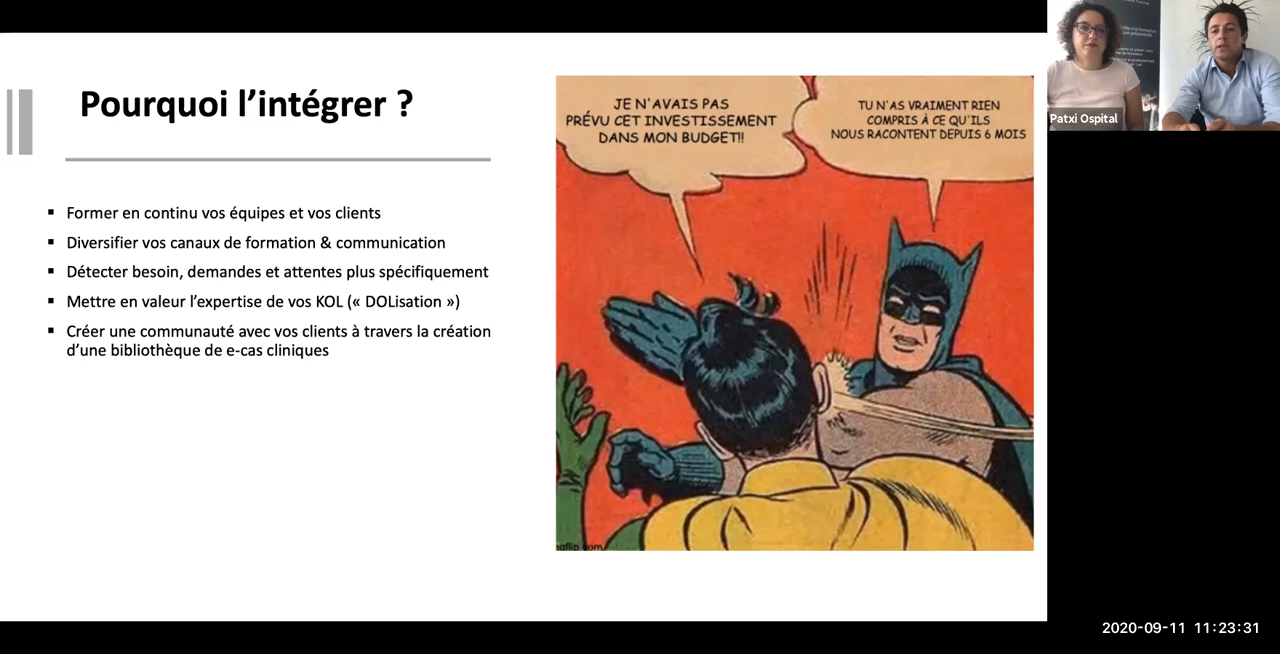 Pourquoi l'intégrer ?
▪ Former en continu vos équipes et vos clients
▪ Diversifier vos canaux de formation & communication
▪ Détecter besoin, demandes et attentes plus spécifiquement
▪ Mettre en valeur l'expertise de vos KOL (« DOLisation »)
▪ Créer une communauté avec vos clients à travers la création
d'une bibliothèque de e-cas cliniques
JE N'AVAIS PAS
PRÉVU CET INVESTISSEMENT
DANS MON BUDGET!!
TU N'AS VRAIMENT RIEN
COMPRIS À CE QU'ILS
NOUS RACONTENT DEPUIS 6 MOIS
Patxi Ospital
2020-09-11 11:23:31